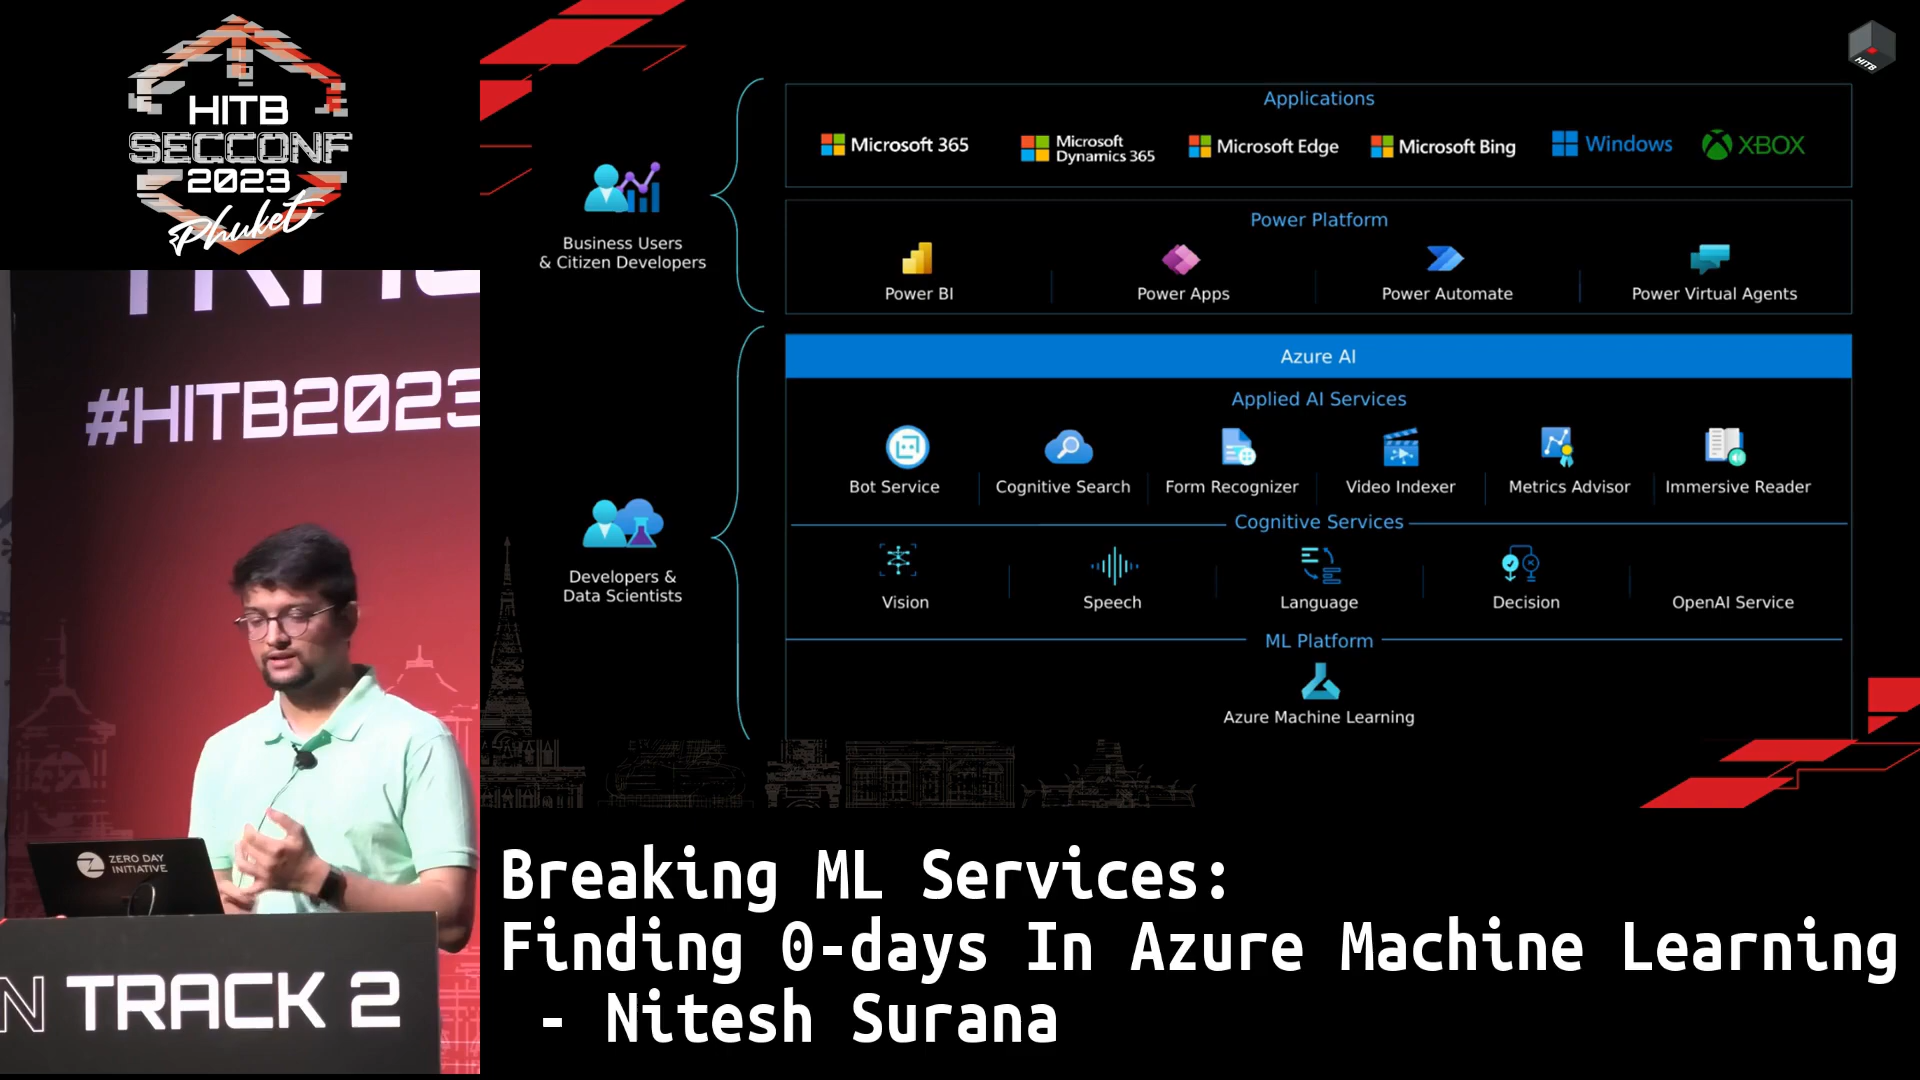 HITB
SECCONF
2023
Phuket
#HITB2023
ZERO DAY
INITIATIVE
N TRACK 2
HITB
Business Users
& Citizen Developers
Applications
Microsoft 365
Microsoft
Dynamics 365
Microsoft Edge
Microsoft Bing
Windows
XBOX
Power Platform
Power BI
Power Apps
Power Automate
Power Virtual Agents
Developers &
Data Scientists
Azure AI
Applied AI Services
Bot Service
Cognitive Search
Form Recognizer
Video Indexer
Metrics Advisor
Immersive Reader
Cognitive Services
Vision
Speech
Language
Decision
OpenAI Service
ML Platform
Azure Machine Learning
Breaking ML Services:
Finding 0-days In Azure Machine Learning
- Nitesh Surana